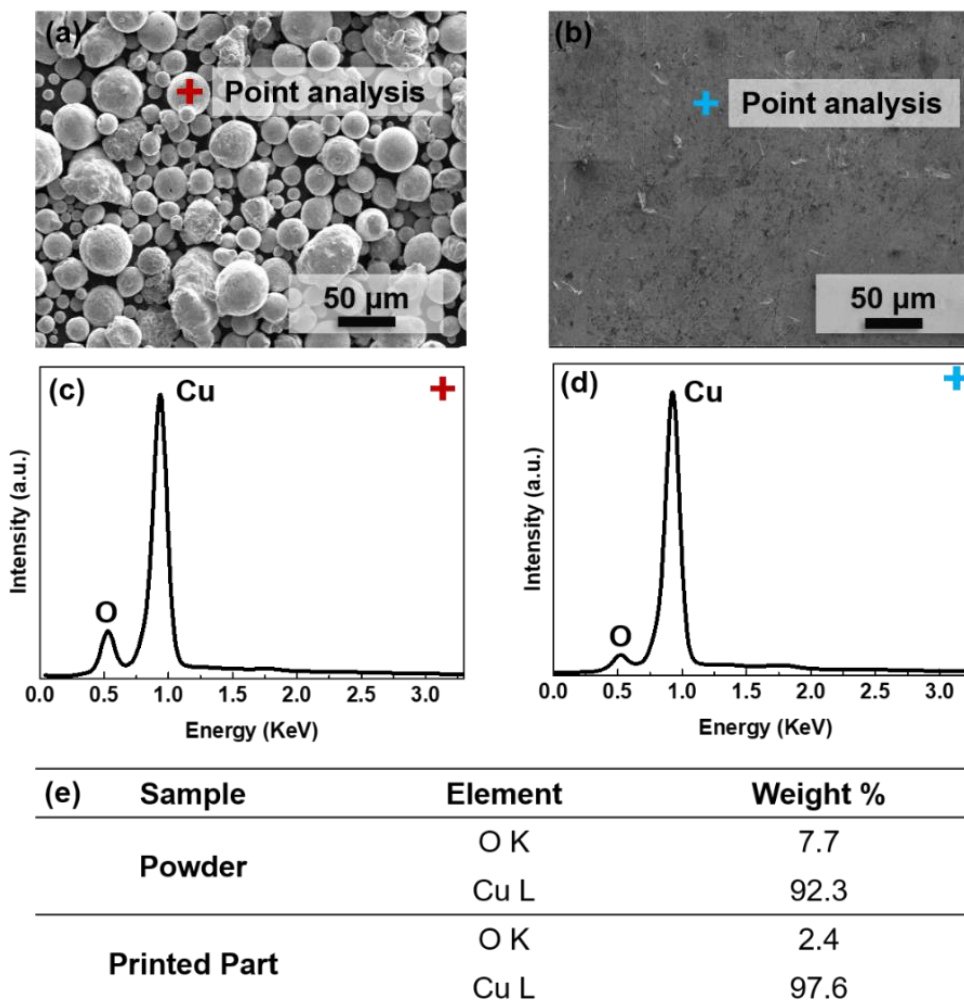 (a)
Point analysis
50 µm
(b)
Point analysis
50 µm
(c)
Cu
O
Intensity (a.u.)
0.0 0.5 1.0 1.5 2.0 2.5 3.0
Energy (KeV)
(d)
Cu
O
Intensity (a.u.)
0.0 0.5 1.0 1.5 2.0 2.5 3.0
Energy (KeV)
(e) Sample Element Weight %
Powder
O K 7.7
Cu L 92.3
Printed Part
O K 2.4
Cu L 97.6